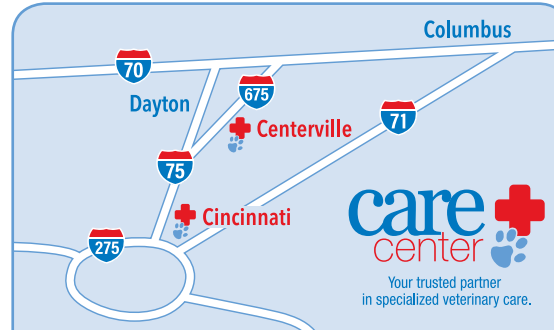 Columbus
70
Dayton
675
Centerville
71
75
Cincinnati
275
care
center
Your trusted partner
in specialized veterinary care.